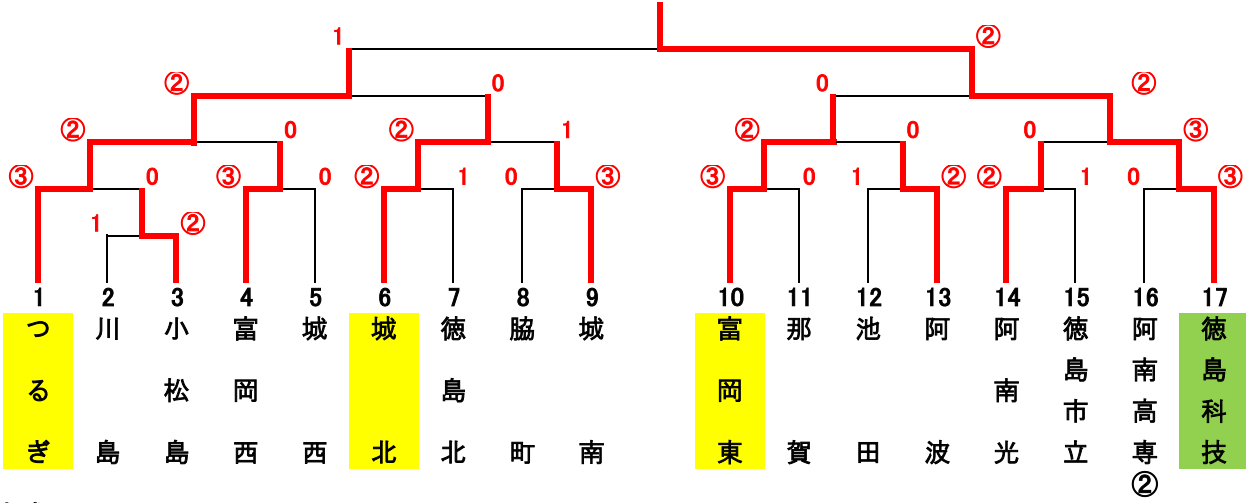 1 ②
② 0 0 ②
② 0 ② 1 ② 0 0 ③
③ 0 ③ 0 ② 1 0 ③ ③ 0 1 ② ② 1 0 ③
1 ②
1 2 3 4 5 6 7 8 9 10 11 12 13 14 15 16 17
つるぎ
川島
小松島
富岡西
城西
城北
徳島北
脇町
城南
富岡東
那賀
池田
阿波
阿南光
徳島市立
阿南高専②
徳島科技